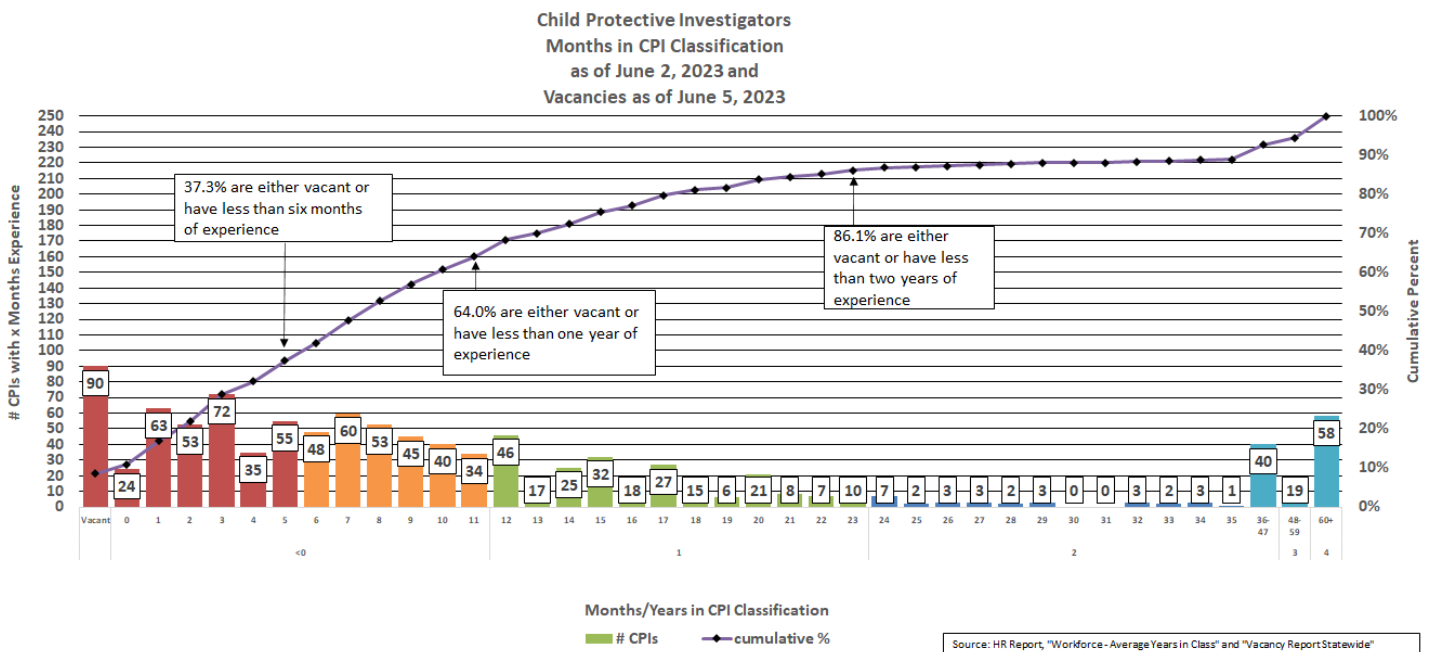 Child Protective Investigators
Months in CPI Classification
as of June 2, 2023 and
Vacancies as of June 5, 2023
# CPIs with x Months Experience
250
240
230
220
210
200
190
180
170
160
150
140
130
120
110
100
90
80
70
60
50
40
30
20
10
0
37.3% are either vacant or
have less than six months
of experience
64.0% are either vacant or
have less than one year of
experience
86.1% are either
vacant or have less
than two years of
experience
90 24 63 53 72 35 55 48 60 53 45 40 34 46 17 25 32 18 27 15 6 21 8 7 10 7 2 3 3 2 3 0 0 3 2 3 1 40 19 58
100%
90%
80%
70%
60%
50%
40%
30%
20%
10%
0%
Cumulative Percent
Vacant 0 1 2 3 4 5 6 7 8 9 10 11 12 13 14 15 16 17 18 19 20 21 22 23 24 25 26 27 28 29 30 31 32 33 34 35 36-47 48-59 60+
<0 1 2 3 4
Months/Years in CPI Classification
# CPIs cumulative %
Source: HR Report, "Workforce - Average Years in Class" and "Vacancy Report Statewide"